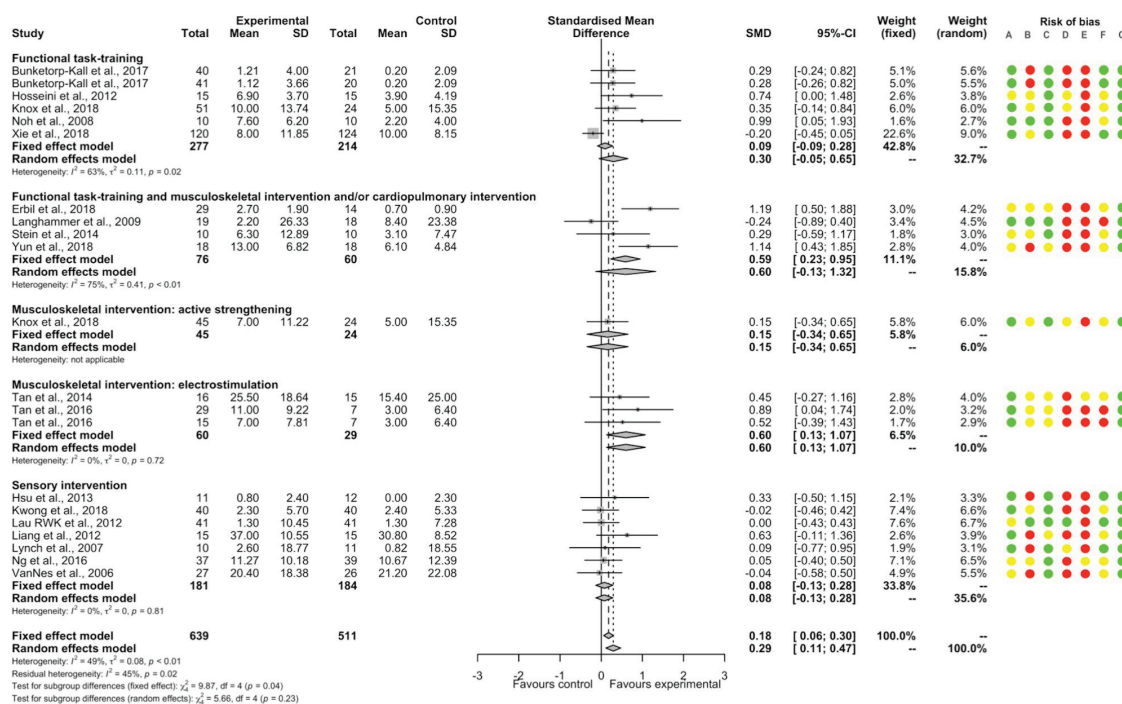 Experimental Control Standardised Mean Weight Weight Risk of bias
Study Total Mean SD Total Mean SD Difference SMD 95%-CI (fixed) (random) A B C D E F G
Functional task-training
Bunketorp-Kall et al., 2017 40 1.21 4.00 21 0.20 2.09 0.29 [-0.24; 0.82] 5.1% 5.6%
Bunketorp-Kall et al., 2017 41 1.12 3.66 20 0.20 2.09 0.28 [-0.26; 0.82] 5.0% 5.5%
Hosseini et al., 2012 15 6.90 3.70 15 3.90 4.19 0.74 [ 0.00; 1.48] 2.6% 3.8%
Knox et al., 2018 51 10.00 13.74 24 5.00 15.35 0.35 [-0.14; 0.84] 6.0% 6.0%
Noh et al., 2008 10 7.60 6.20 10 2.20 4.00 0.99 [ 0.05; 1.93] 1.6% 2.7%
Xie et al., 2018 120 8.00 11.85 124 10.00 8.15 -0.20 [-0.45; 0.05] 22.6% 9.0%
Fixed effect model 277 214 0.09 [-0.09; 0.28] 42.8% --
Random effects model 0.30 [-0.05; 0.65] -- 32.7%
Heterogeneity: I² = 63%, τ² = 0.11, p = 0.02
Functional task-training and musculoskeletal intervention and/or cardiopulmonary intervention
Erbil et al., 2018 29 2.70 1.90 14 0.70 0.90 1.19 [ 0.50; 1.88] 3.0% 4.2%
Langhammer et al., 2009 19 2.20 26.33 18 8.40 23.38 -0.24 [-0.89; 0.40] 3.4% 4.5%
Stein et al., 2014 10 6.30 12.89 10 3.10 7.47 0.29 [-0.59; 1.17] 1.8% 3.0%
Yun et al., 2018 18 13.00 6.82 18 6.10 4.84 1.14 [ 0.43; 1.85] 2.8% 4.0%
Fixed effect model 76 60 0.59 [ 0.23; 0.95] 11.1% --
Random effects model 0.60 [-0.13; 1.32] -- 15.8%
Heterogeneity: I² = 75%, τ² = 0.41, p < 0.01
Musculoskeletal intervention: active strengthening
Knox et al., 2018 45 7.00 11.22 24 5.00 15.35 0.15 [-0.34; 0.65] 5.8% 6.0%
Fixed effect model 45 24 0.15 [-0.34; 0.65] 5.8% --
Random effects model 0.15 [-0.34; 0.65] -- 6.0%
Heterogeneity: not applicable
Musculoskeletal intervention: electrostimulation
Tan et al., 2014 16 25.50 18.64 15 15.40 25.00 0.45 [-0.27; 1.16] 2.8% 4.0%
Tan et al., 2016 29 11.00 9.22 7 3.00 6.40 0.89 [ 0.04; 1.74] 2.0% 3.2%
Tan et al., 2016 15 7.00 7.81 7 3.00 6.40 0.52 [-0.39; 1.43] 1.7% 2.9%
Fixed effect model 60 29 0.60 [ 0.13; 1.07] 6.5% --
Random effects model 0.60 [ 0.13; 1.07] -- 10.0%
Heterogeneity: I² = 0%, τ² = 0, p = 0.72
Sensory intervention
Hsu et al., 2013 11 0.80 2.40 12 0.00 2.30 0.33 [-0.50; 1.15] 2.1% 3.3%
Kwong et al., 2018 40 2.30 5.70 40 2.40 5.33 -0.02 [-0.46; 0.42] 7.4% 6.6%
Lau RWK et al., 2012 41 1.30 10.45 41 1.30 7.28 0.00 [-0.43; 0.43] 7.6% 6.7%
Liang et al., 2012 15 37.00 10.55 15 30.80 8.52 0.63 [-0.11; 1.36] 2.6% 3.9%
Lynch et al., 2007 10 2.60 18.77 11 0.82 18.55 0.09 [-0.77; 0.95] 1.9% 3.1%
Ng et al., 2016 37 11.27 10.18 39 10.67 12.39 0.05 [-0.40; 0.50] 7.1% 6.5%
VanNes et al., 2006 27 20.40 18.38 26 21.20 22.08 -0.04 [-0.58; 0.50] 4.9% 5.5%
Fixed effect model 181 184 0.08 [-0.13; 0.28] 33.8% --
Random effects model 0.08 [-0.13; 0.28] -- 35.6%
Heterogeneity: I² = 0%, τ² = 0, p = 0.81
Fixed effect model 639 511 0.18 [ 0.06; 0.30] 100.0% --
Random effects model 0.29 [ 0.11; 0.47] -- 100.0%
Heterogeneity: I² = 49%, τ² = 0.08, p < 0.01
Residual heterogeneity: I² = 45%, p = 0.02
-3 -2 -1 0 1 2 3
Test for subgroup differences (fixed effect): χ²₄ = 9.87, df = 4 (p = 0.04)
Favours control Favours experimental
Test for subgroup differences (random effects): χ²₄ = 5.66, df = 4 (p = 0.23)